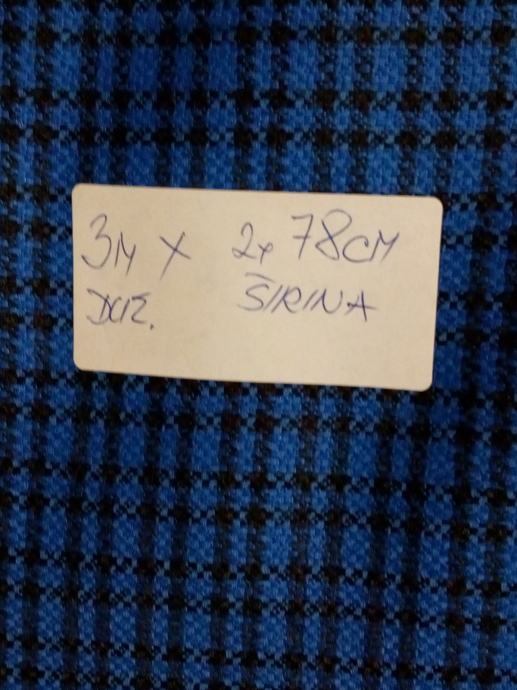 3M X 2x 78CM
DUŽ. ŠIRINA